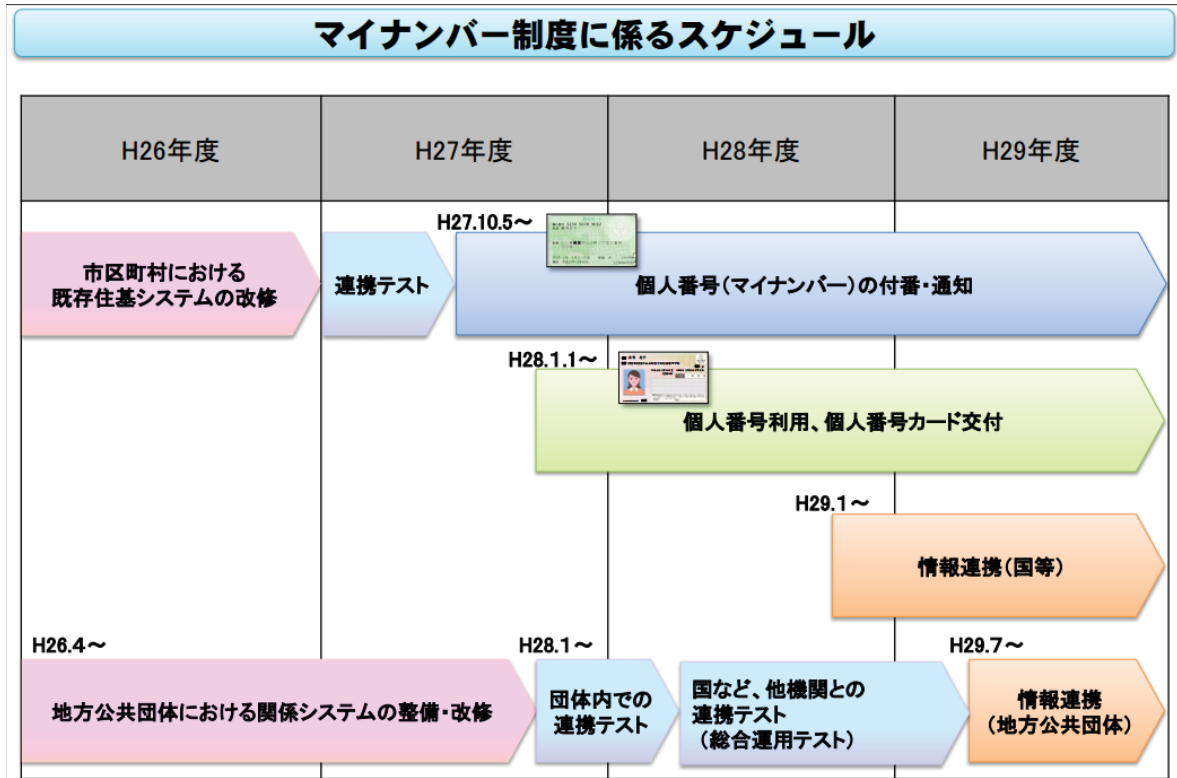 マイナンバー制度に係るスケジュール
H26年度
H27年度
H28年度
H29年度
H27.10.5～
市区町村における
既存住基システムの改修
連携テスト
個人番号（マイナンバー）の付番・通知
H28.1.1～
個人番号利用、個人番号カード交付
H29.1～
情報連携（国等）
H26.4～
H28.1～
H29.7～
地方公共団体における関係システムの整備・改修
団体内での
連携テスト
国など、他機関との
連携テスト
（総合運用テスト）
情報連携
（地方公共団体）